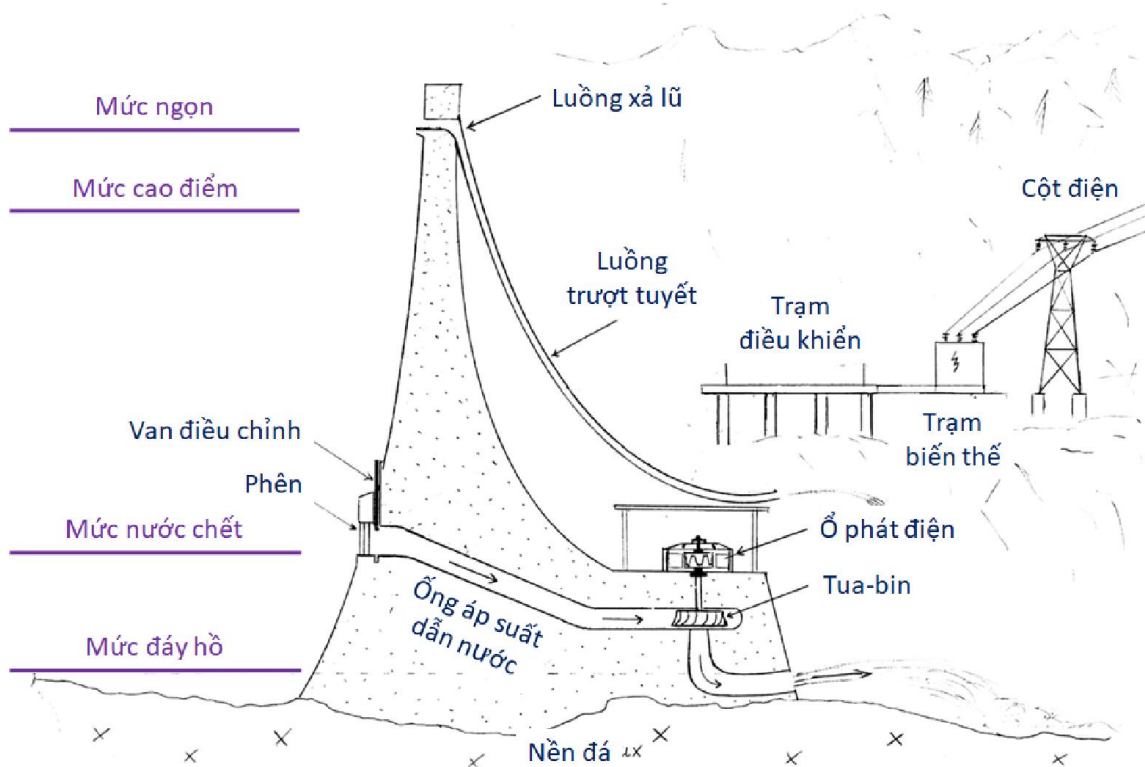 Mức ngọn
Luồng xả lũ
Mức cao điểm
Cột điện
Luồng
trượt tuyết
Trạm
điều khiển
Van điều chỉnh
Trạm
biến thế
Phên
Mức nước chết
Ổ phát điện
Tua-bin
Ống áp suất
dẫn nước
Mức đáy hồ
Nền đá